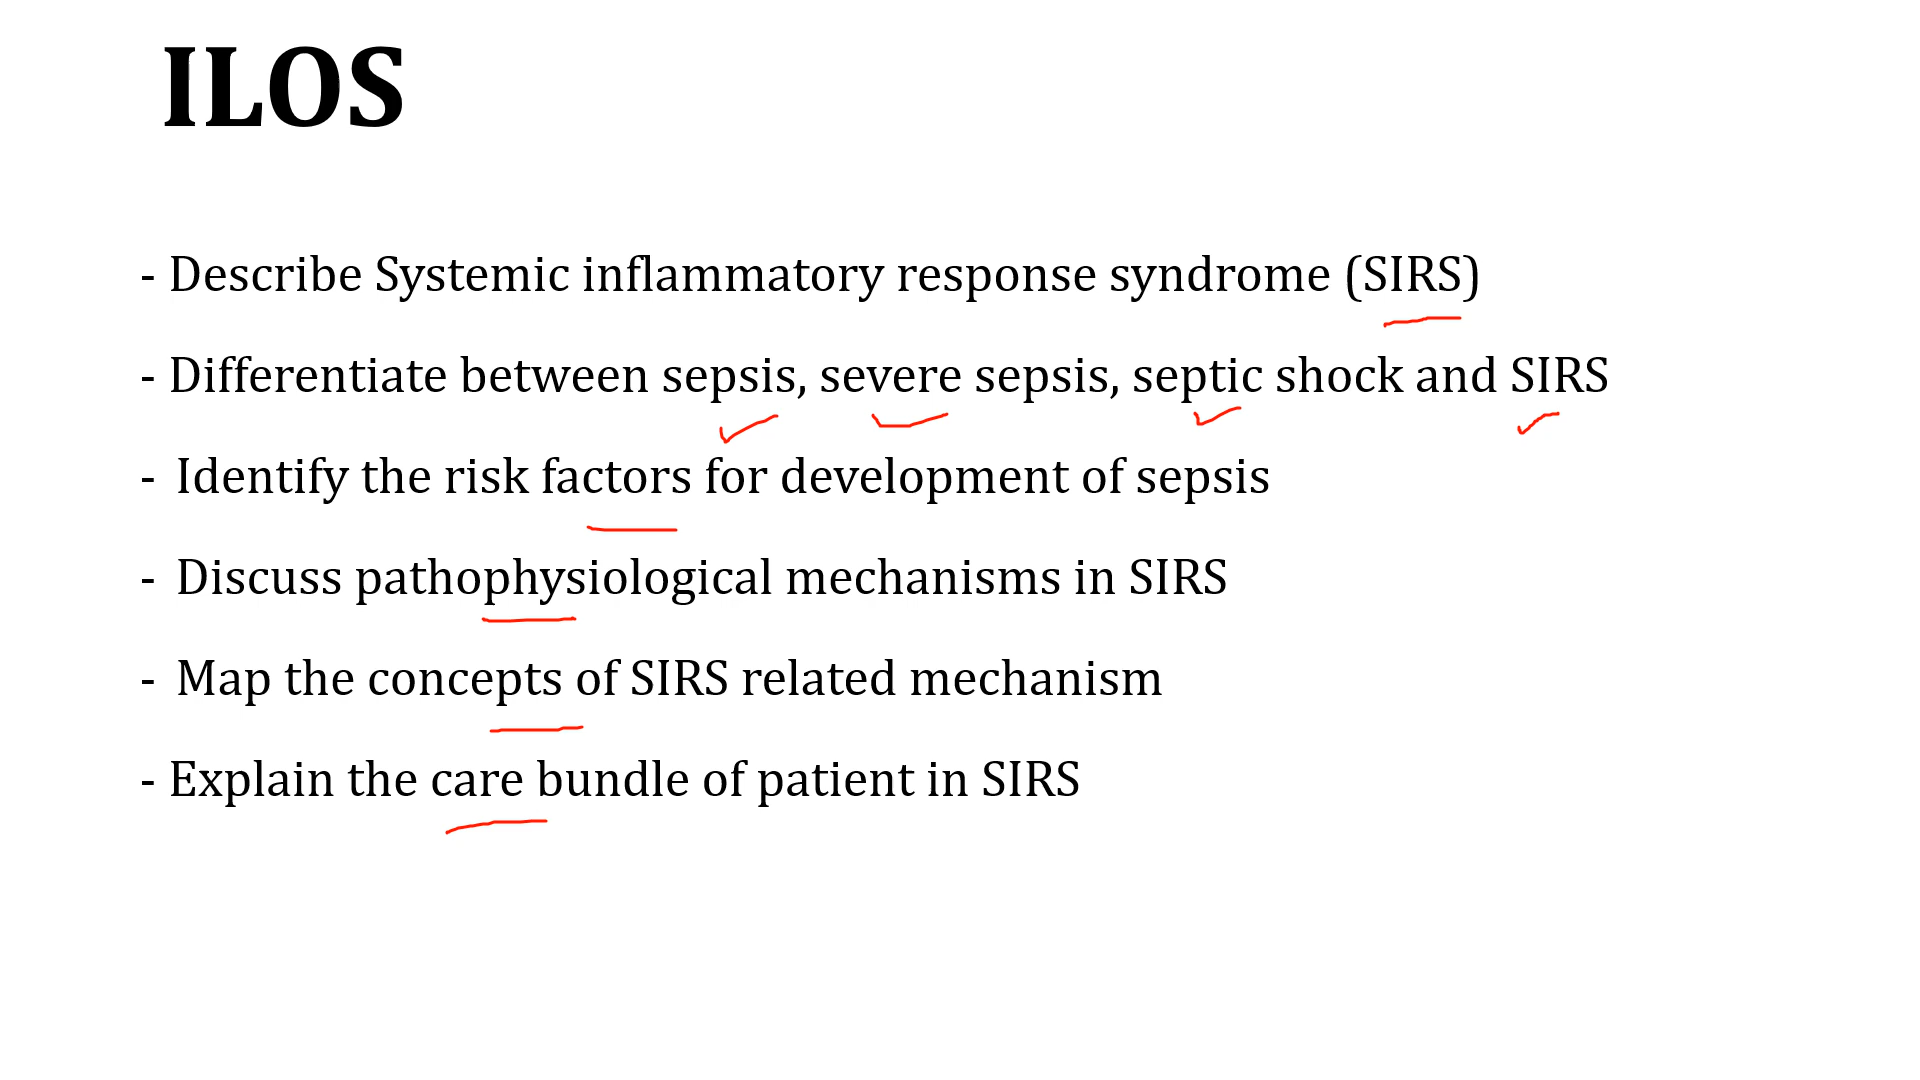 ILOS
- Describe Systemic inflammatory response syndrome (SIRS)
- Differentiate between sepsis, severe sepsis, septic shock and SIRS
- Identify the risk factors for development of sepsis
- Discuss pathophysiological mechanisms in SIRS
- Map the concepts of SIRS related mechanism
- Explain the care bundle of patient in SIRS